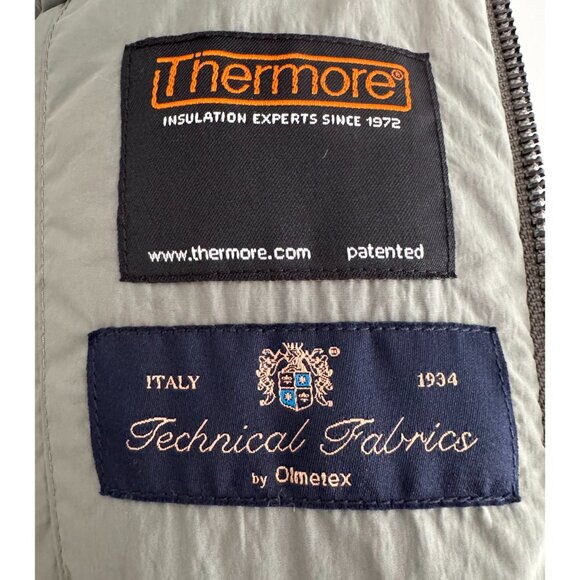 Thermore®
INSULATION EXPERTS SINCE 1972
www.thermore.com patented
®
ITALY 1934
Technical Fabrics
by Olmetex